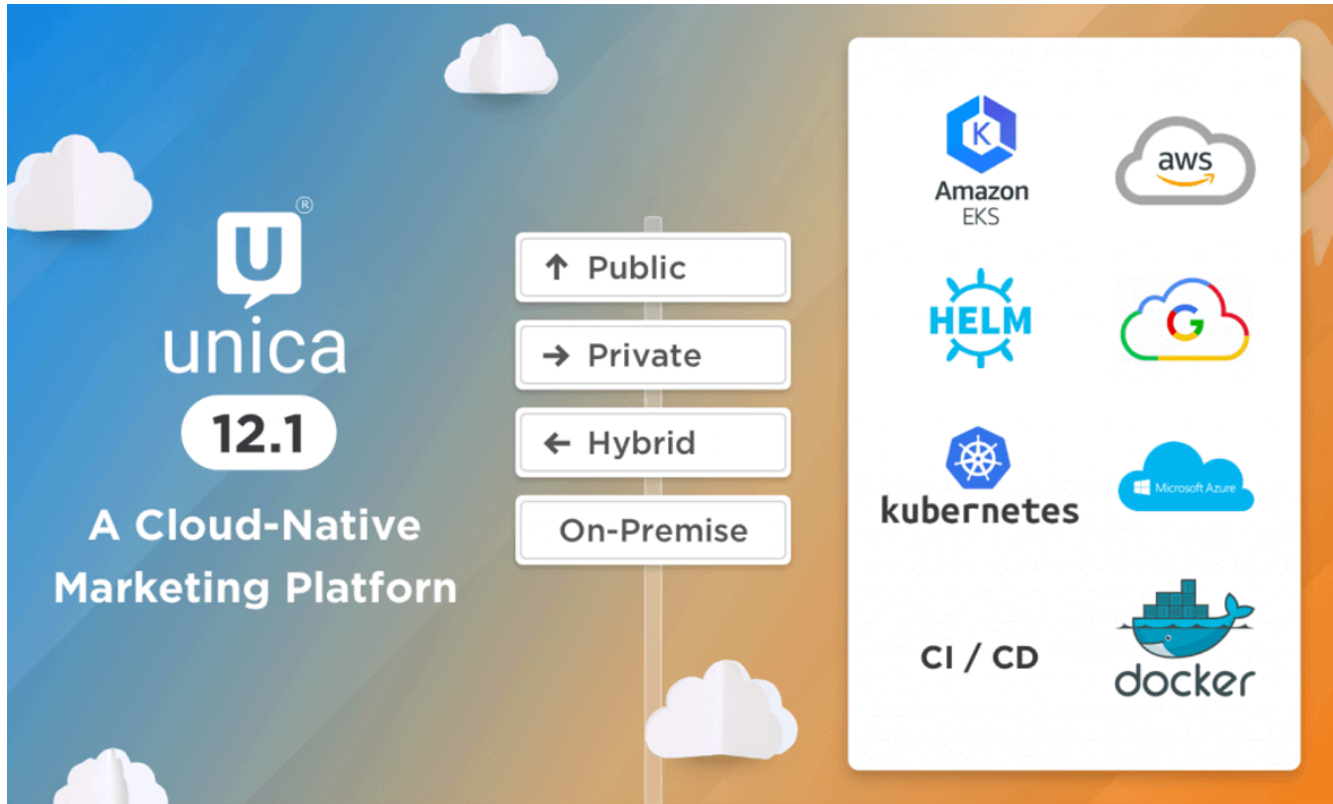 U®
unica
12.1
A Cloud-Native
Marketing Platforn
↑ Public
→ Private
← Hybrid
On-Premise
K
Amazon
EKS
aws
HELM
G
kubernetes
Microsoft Azure
CI / CD
docker